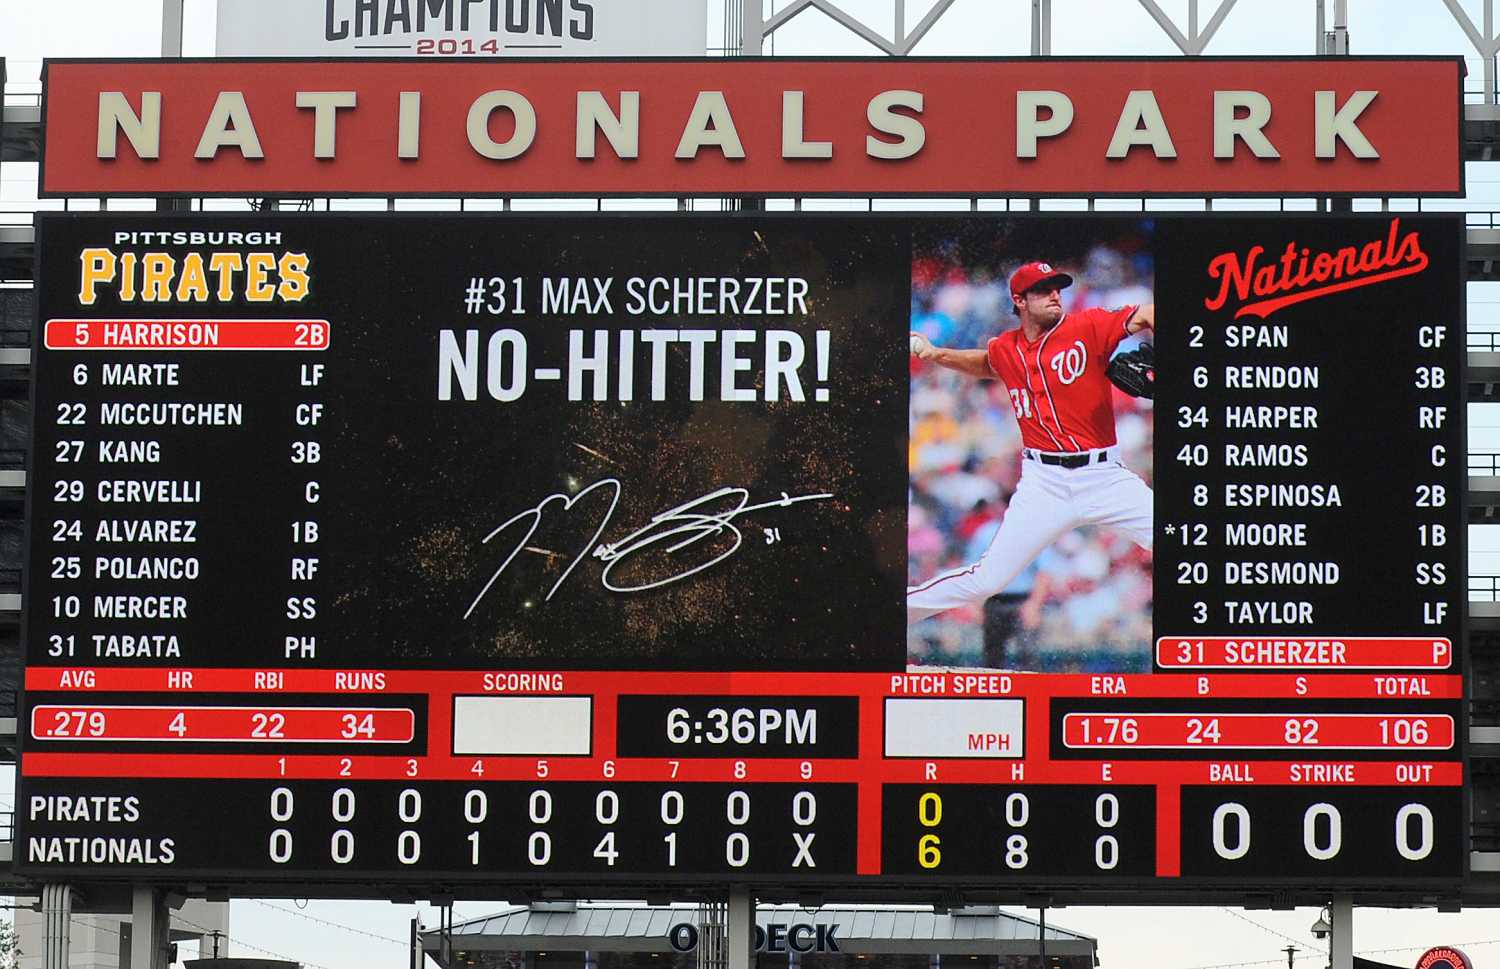 CHAMPIONS
2014
NATIONALS PARK
PITTSBURGH
PIRATES
5 HARRISON 2B
6 MARTE LF
22 MCCUTCHEN CF
27 KANG 3B
29 CERVELLI C
24 ALVAREZ 1B
25 POLANCO RF
10 MERCER SS
31 TABATA PH
#31 MAX SCHERZER
NO-HITTER!
31
W
31
Nationals
2 SPAN CF
6 RENDON 3B
34 HARPER RF
40 RAMOS C
8 ESPINOSA 2B
*12 MOORE 1B
20 DESMOND SS
3 TAYLOR LF
31 SCHERZER P
AVG HR RBI RUNS
.279 4 22 34
SCORING
6:36PM
PITCH SPEED
MPH
ERA B S TOTAL
1.76 24 82 106
1 2 3 4 5 6 7 8 9 R H E
PIRATES 0 0 0 0 0 0 0 0 0 0 0 0
NATIONALS 0 0 0 1 0 4 1 0 X 6 8 0
BALL STRIKE OUT
0 0 0
DECK